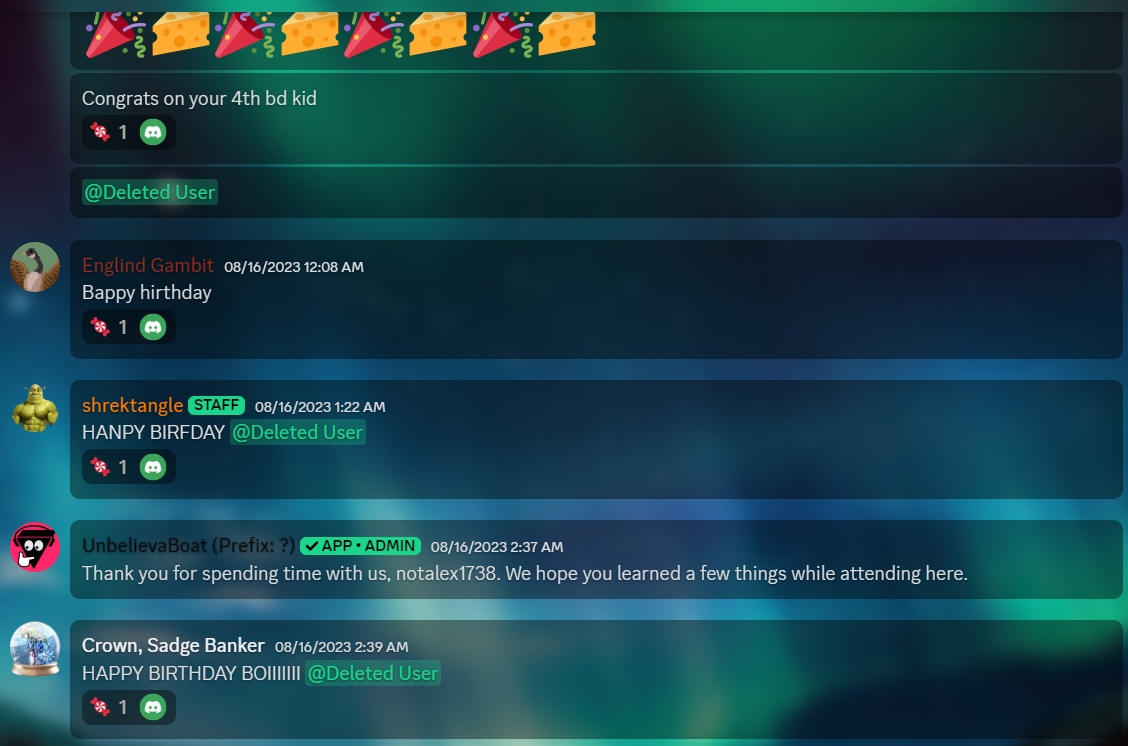 Congrats on your 4th bd kid
1
@Deleted User
Englind Gambit 08/16/2023 12:08 AM
Bappy hirthday
1
shrektangle STAFF 08/16/2023 1:22 AM
HANPY BIRFDAY @Deleted User
1
UnbelievaBoat (Prefix: ?) ✓ APP • ADMIN 08/16/2023 2:37 AM
Thank you for spending time with us, notalex1738. We hope you learned a few things while attending here.
Crown, Sadge Banker 08/16/2023 2:39 AM
HAPPY BIRTHDAY BOIIIIIII @Deleted User
1